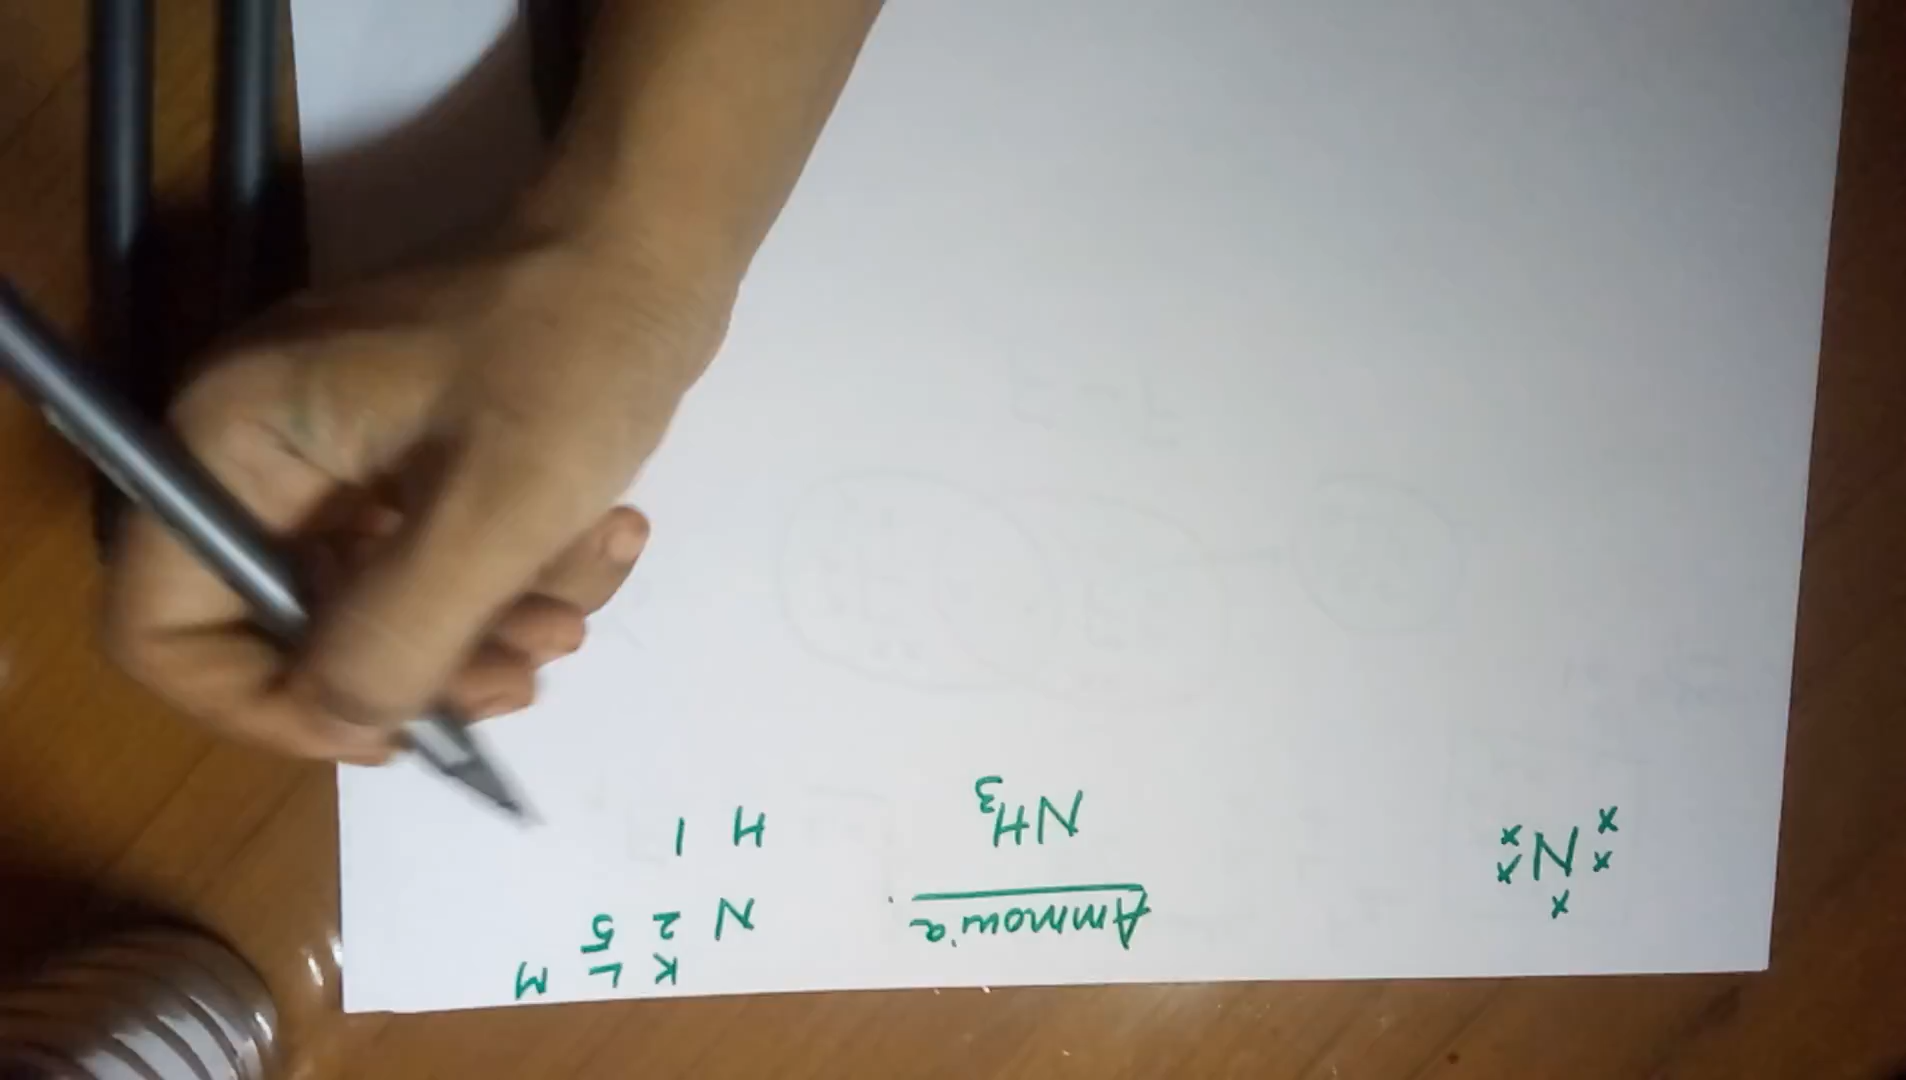 K L M
N 2 5
H 1
Ammonia
NH₃
x
x N x
x x